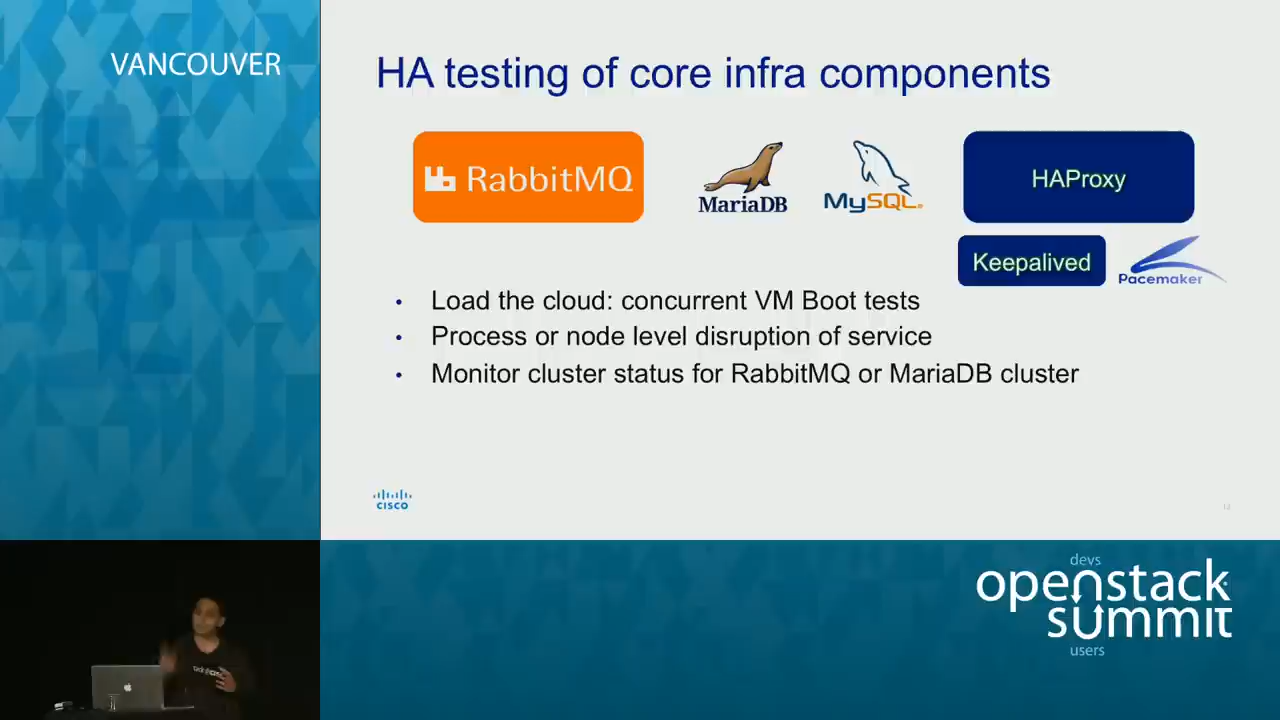 VANCOUVER
HA testing of core infra components
RabbitMQ
MariaDB
MySQL
HAProxy
Keepalived
Pacemaker
• Load the cloud: concurrent VM Boot tests
• Process or node level disruption of service
• Monitor cluster status for RabbitMQ or MariaDB cluster
CISCO
devs
openstack
summit
users